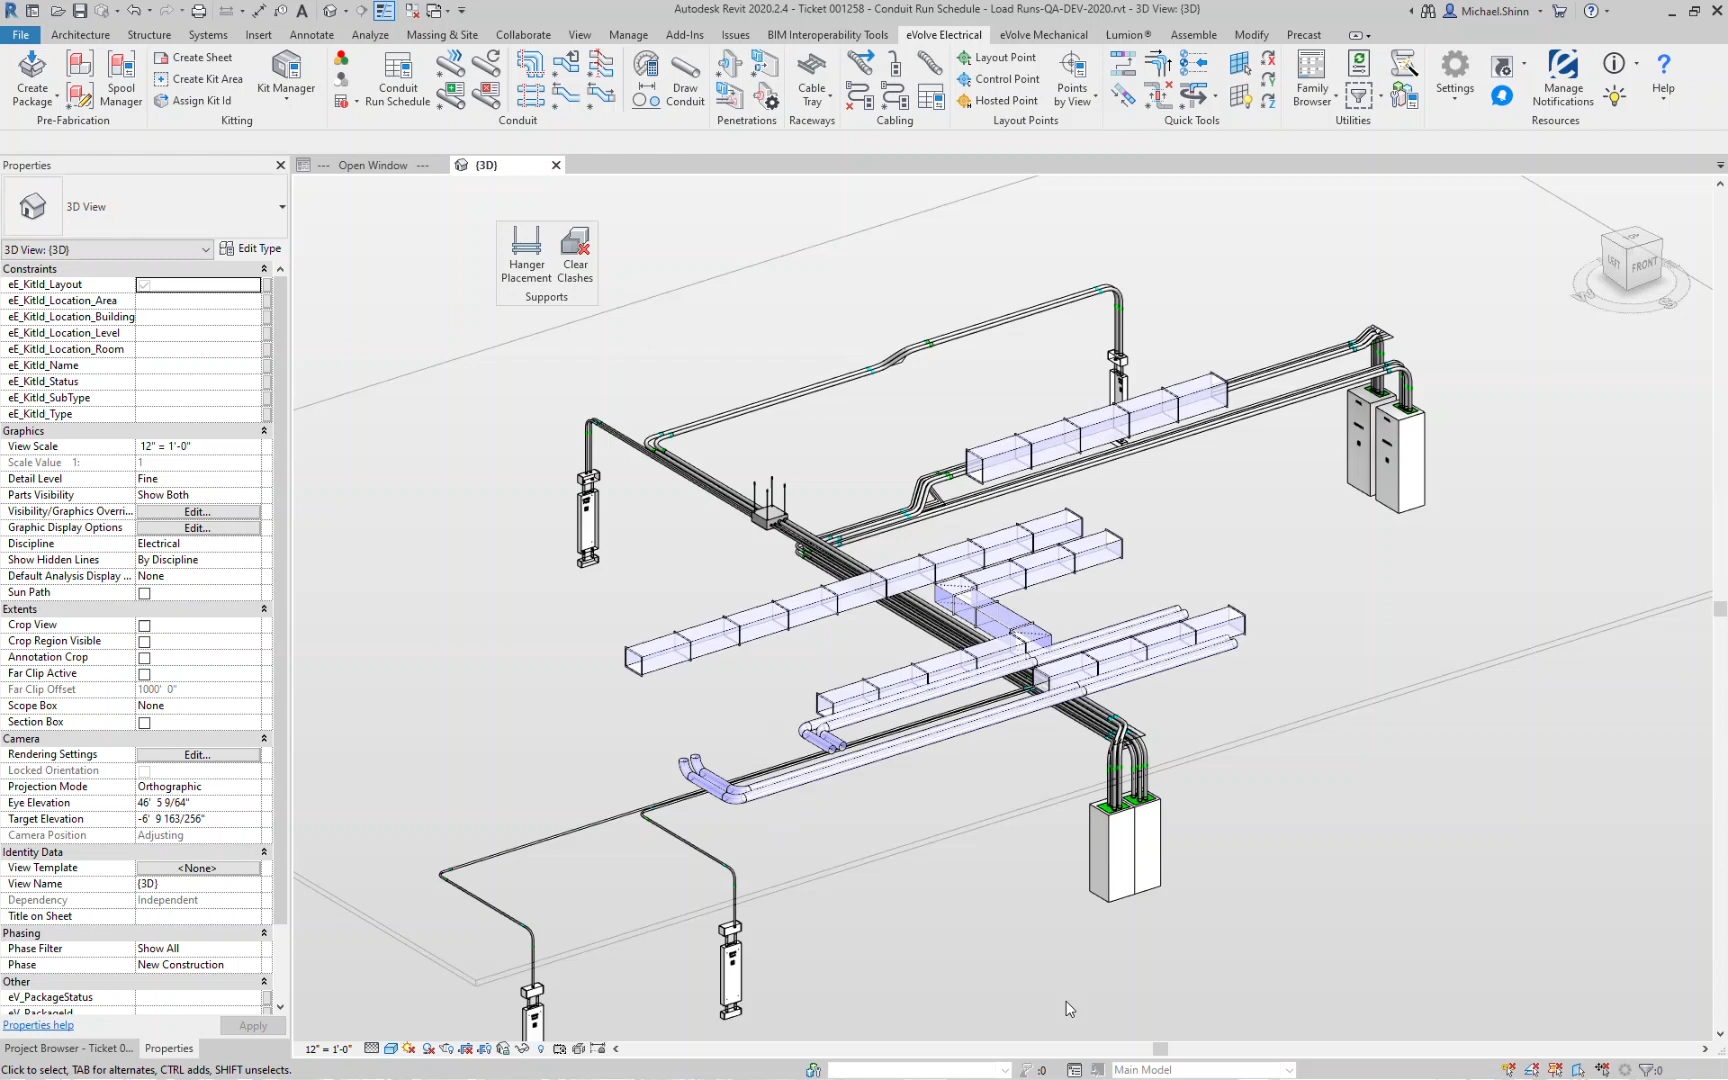 Autodesk Revit 2020.2.4 - Ticket 001258 - Conduit Run Schedule - Load Runs-QA-DEV-2020.rvt - 3D View: {3D}
Michael.Shinn
File Architecture Structure Systems Insert Annotate Analyze Massing & Site Collaborate View Manage Add-Ins Issues BIM Interoperability Tools eVolve Electrical eVolve Mechanical Lumion® Assemble Modify Precast
Create Package
Spool Manager
Pre-Fabrication
Create Sheet
Create Kit Area
Assign Kit Id
Kit Manager
Kitting
Conduit Run Schedule
Draw Conduit
Conduit
Penetrations
Cable Tray
Raceways
Cabling
Layout Point
Control Point
Hosted Point
Points by View
Layout Points
Quick Tools
Family Browser
Utilities
Settings
Manage Notifications
Resources
Help
Properties
--- Open Window ---
{3D}
3D View
3D View: {3D}
Edit Type
Constraints
eE_KitId_Layout
eE_KitId_Location_Area
eE_KitId_Location_Building
eE_KitId_Location_Level
eE_KitId_Location_Room
eE_KitId_Name
eE_KitId_Status
eE_KitId_SubType
eE_KitId_Type
Graphics
View Scale 12" = 1'-0"
Scale Value 1: 1
Detail Level Fine
Parts Visibility Show Both
Visibility/Graphics Overri... Edit...
Graphic Display Options Edit...
Discipline Electrical
Show Hidden Lines By Discipline
Default Analysis Display ... None
Sun Path
Extents
Crop View
Crop Region Visible
Annotation Crop
Far Clip Active
Far Clip Offset 1000' 0"
Scope Box None
Section Box
Camera
Rendering Settings Edit...
Locked Orientation
Projection Mode Orthographic
Eye Elevation 46' 5 9/64"
Target Elevation -6' 9 163/256"
Camera Position Adjusting
Identity Data
View Template <None>
View Name {3D}
Dependency Independent
Title on Sheet
Phasing
Phase Filter Show All
Phase New Construction
Other
eV_PackageStatus
eV_PackageId
Properties help
Apply
Project Browser - Ticket 0...
Properties
Hanger Placement
Clear Clashes
Supports
LEFT
FRONT
12" = 1'-0"
Click to select, TAB for alternates, CTRL adds, SHIFT unselects.
:0
Main Model
:0